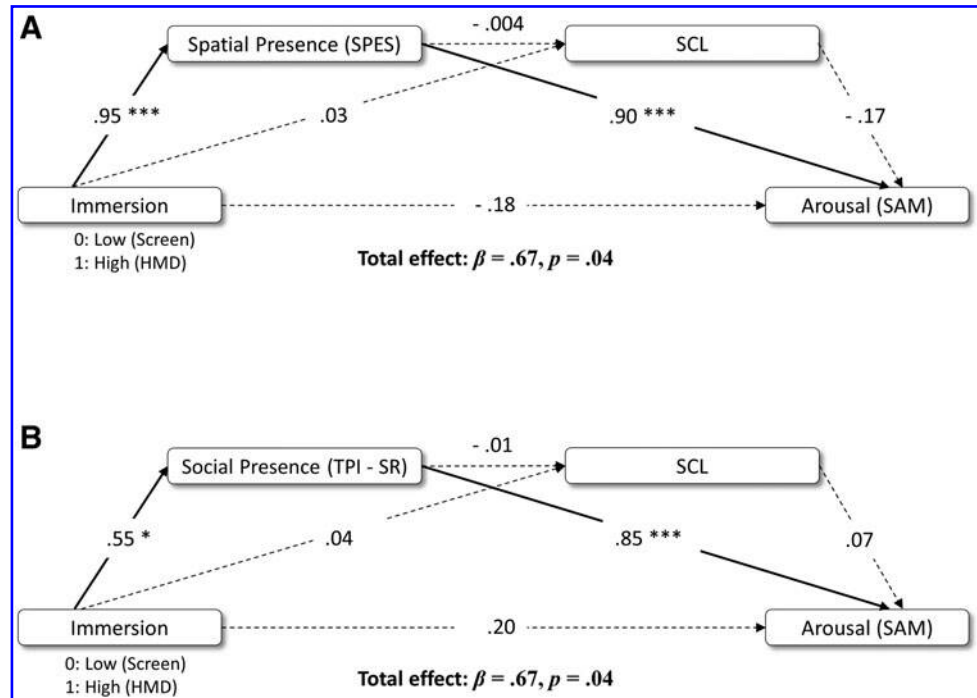 A
- .004
Spatial Presence (SPES)
SCL
.95 ***
.03
.90 ***
- .17
Immersion
- .18
Arousal (SAM)
0: Low (Screen)
1: High (HMD)
Total effect: β = .67, p = .04
B
- .01
Social Presence (TPI - SR)
SCL
.55 *
.04
.85 ***
.07
Immersion
.20
Arousal (SAM)
0: Low (Screen)
1: High (HMD)
Total effect: β = .67, p = .04